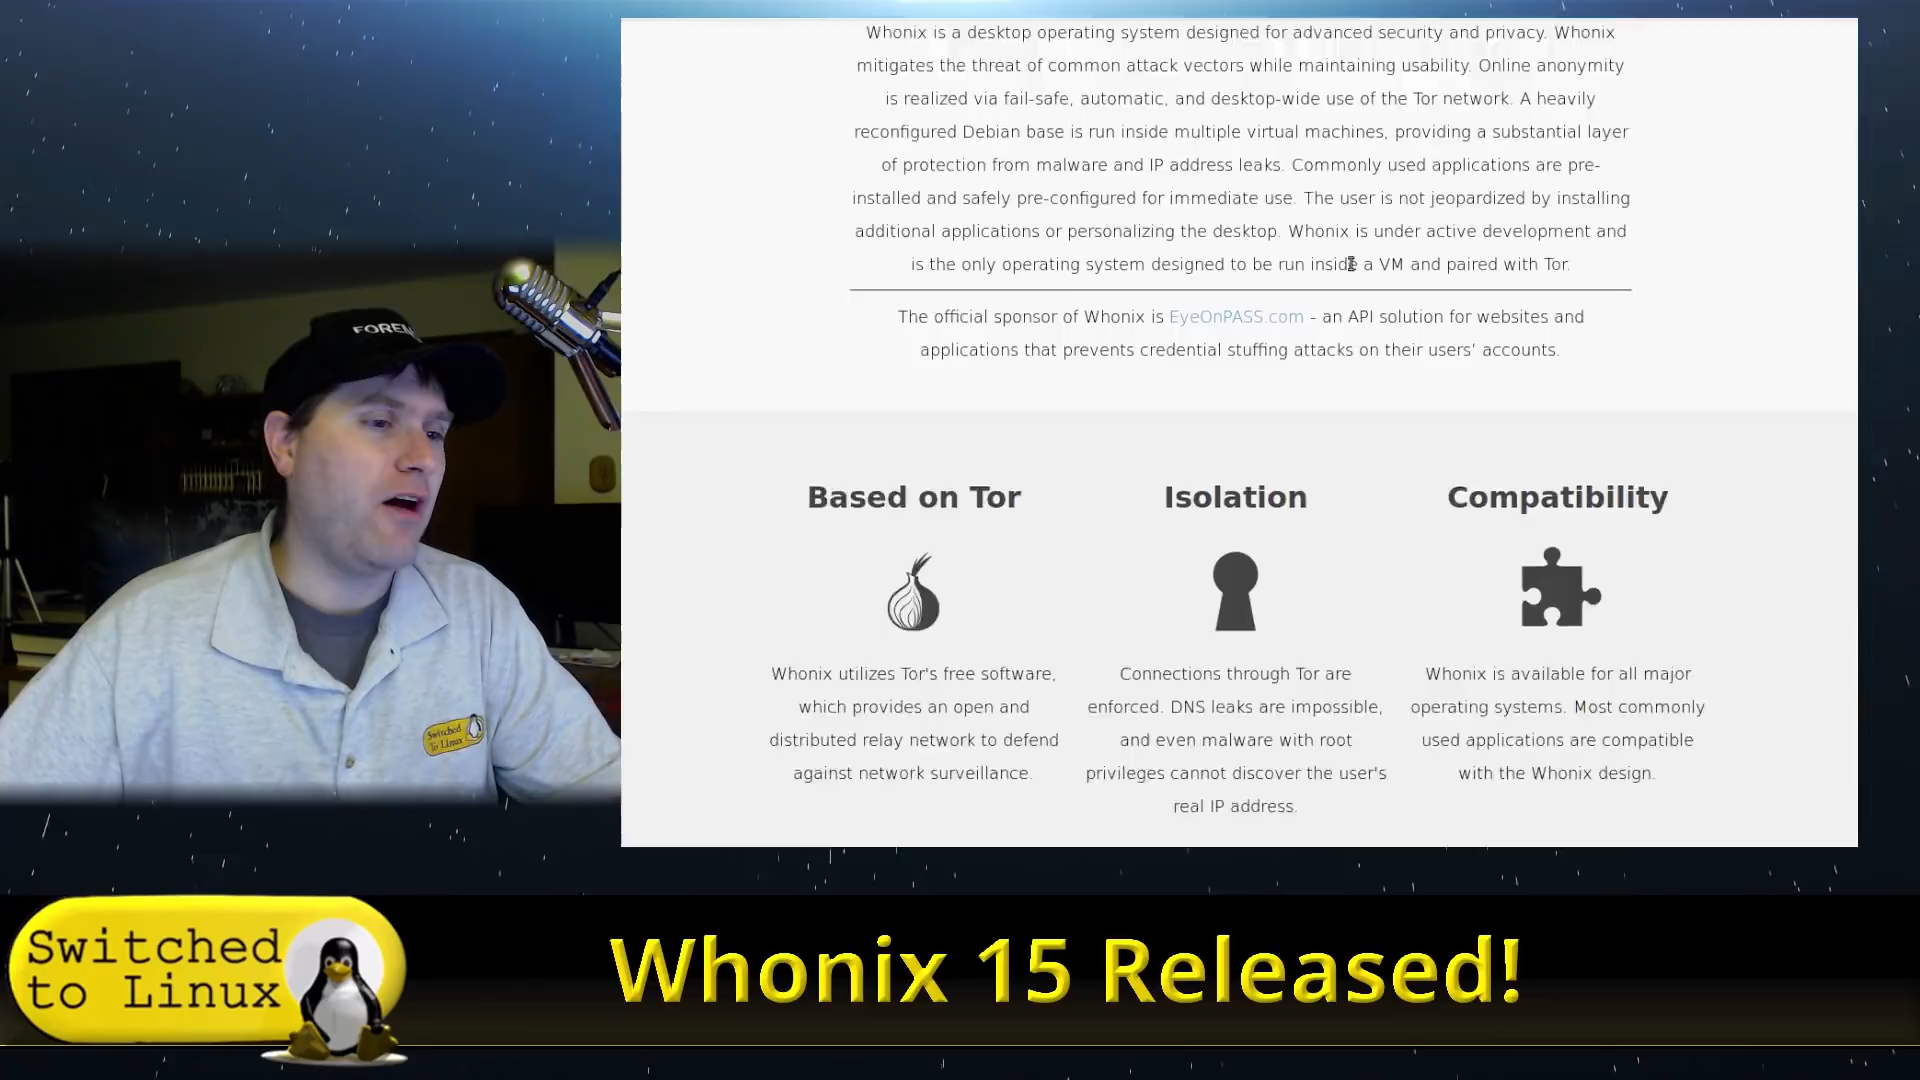 Whonix is a desktop operating system designed for advanced security and privacy. Whonix
mitigates the threat of common attack vectors while maintaining usability. Online anonymity
is realized via fail-safe, automatic, and desktop-wide use of the Tor network. A heavily
reconfigured Debian base is run inside multiple virtual machines, providing a substantial layer
of protection from malware and IP address leaks. Commonly used applications are pre-
installed and safely pre-configured for immediate use. The user is not jeopardized by installing
additional applications or personalizing the desktop. Whonix is under active development and
is the only operating system designed to be run inside a VM and paired with Tor.
The official sponsor of Whonix is EyeOnPASS.com - an API solution for websites and
applications that prevents credential stuffing attacks on their users’ accounts.
Based on Tor
Whonix utilizes Tor's free software,
which provides an open and
distributed relay network to defend
against network surveillance.
Isolation
Connections through Tor are
enforced. DNS leaks are impossible,
and even malware with root
privileges cannot discover the user's
real IP address.
Compatibility
Whonix is available for all major
operating systems. Most commonly
used applications are compatible
with the Whonix design.
FOREN
Switched
To Linux
Switched
to Linux
Whonix 15 Released!